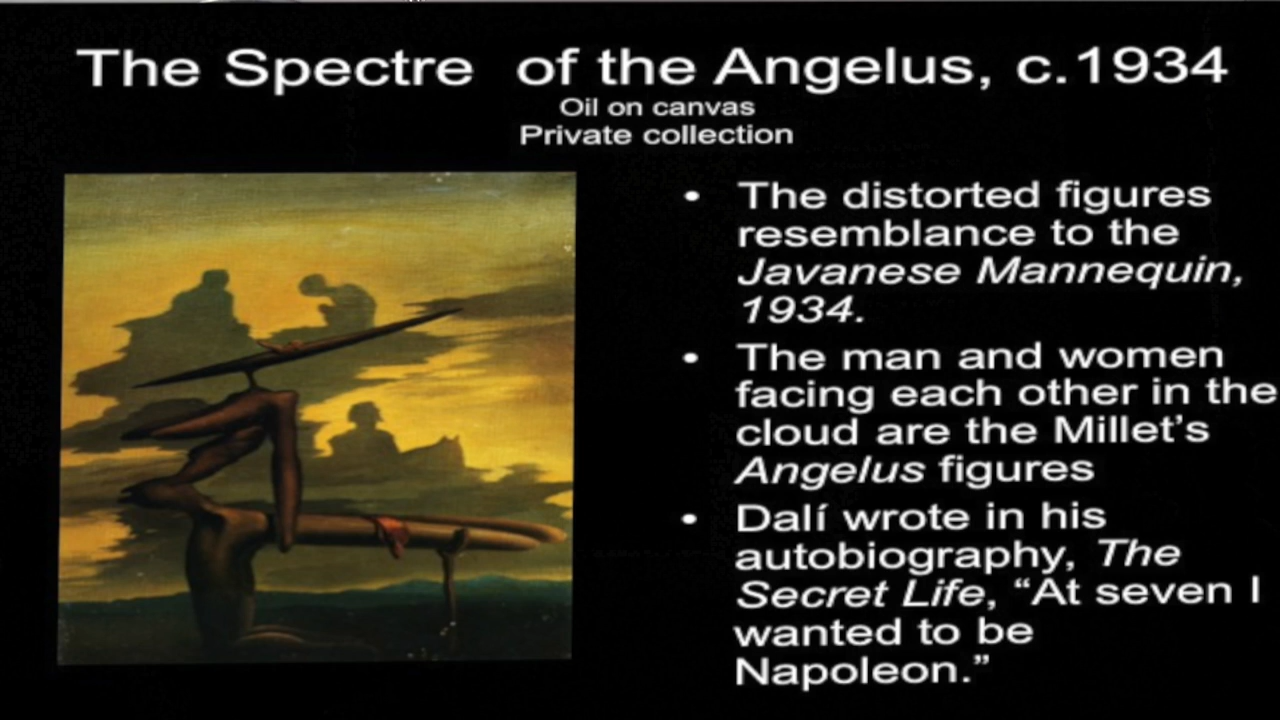 The Spectre of the Angelus, c.1934
Oil on canvas
Private collection
• The distorted figures
resemblance to the
Javanese Mannequin,
1934.
• The man and women
facing each other in the
cloud are the Millet’s
Angelus figures
• Dalí wrote in his
autobiography, The
Secret Life, “At seven I
wanted to be
Napoleon.”